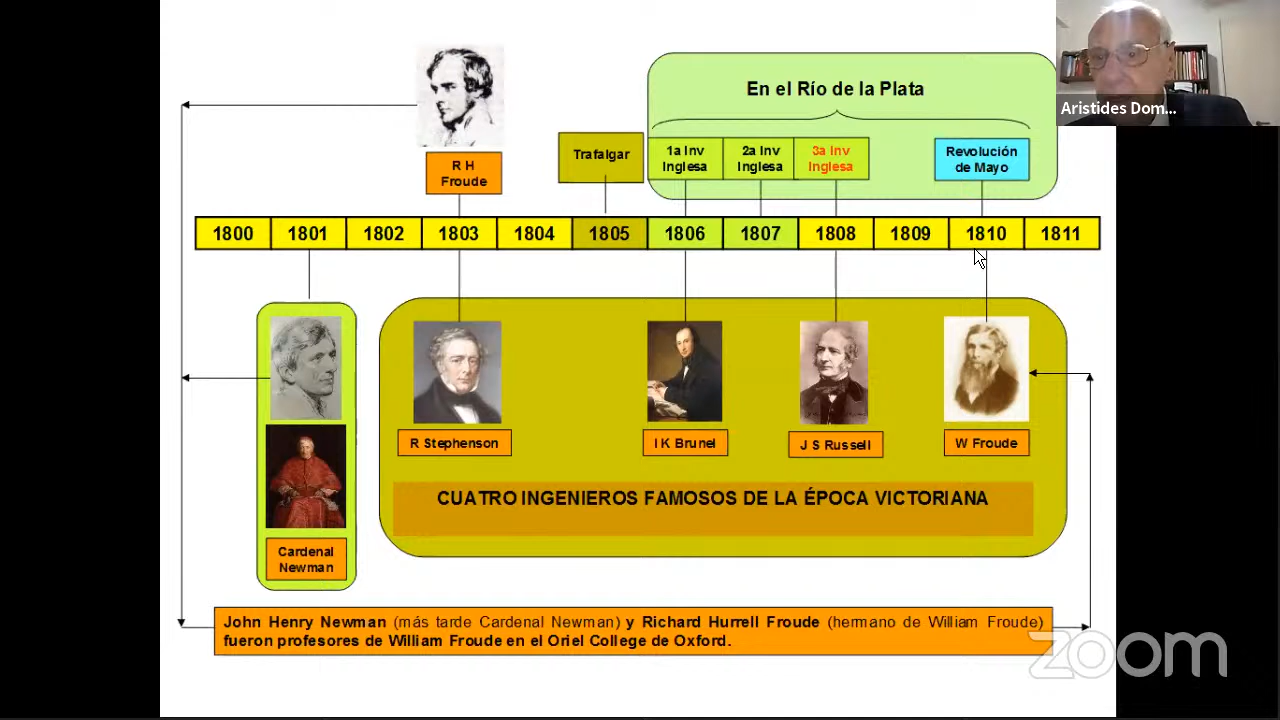 En el Río de la Plata
Aristides Dom...
R H
Froude
Trafalgar
1a Inv
Inglesa
2a Inv
Inglesa
3a Inv
Inglesa
Revolución
de Mayo
1800 1801 1802 1803 1804 1805 1806 1807 1808 1809 1810 1811
R Stephenson
I K Brunel
J S Russell
W Froude
CUATRO INGENIEROS FAMOSOS DE LA ÉPOCA VICTORIANA
Cardenal
Newman
John Henry Newman (más tarde Cardenal Newman) y Richard Hurrell Froude (hermano de William Froude)
fueron profesores de William Froude en el Oriel College de Oxford.
zoom